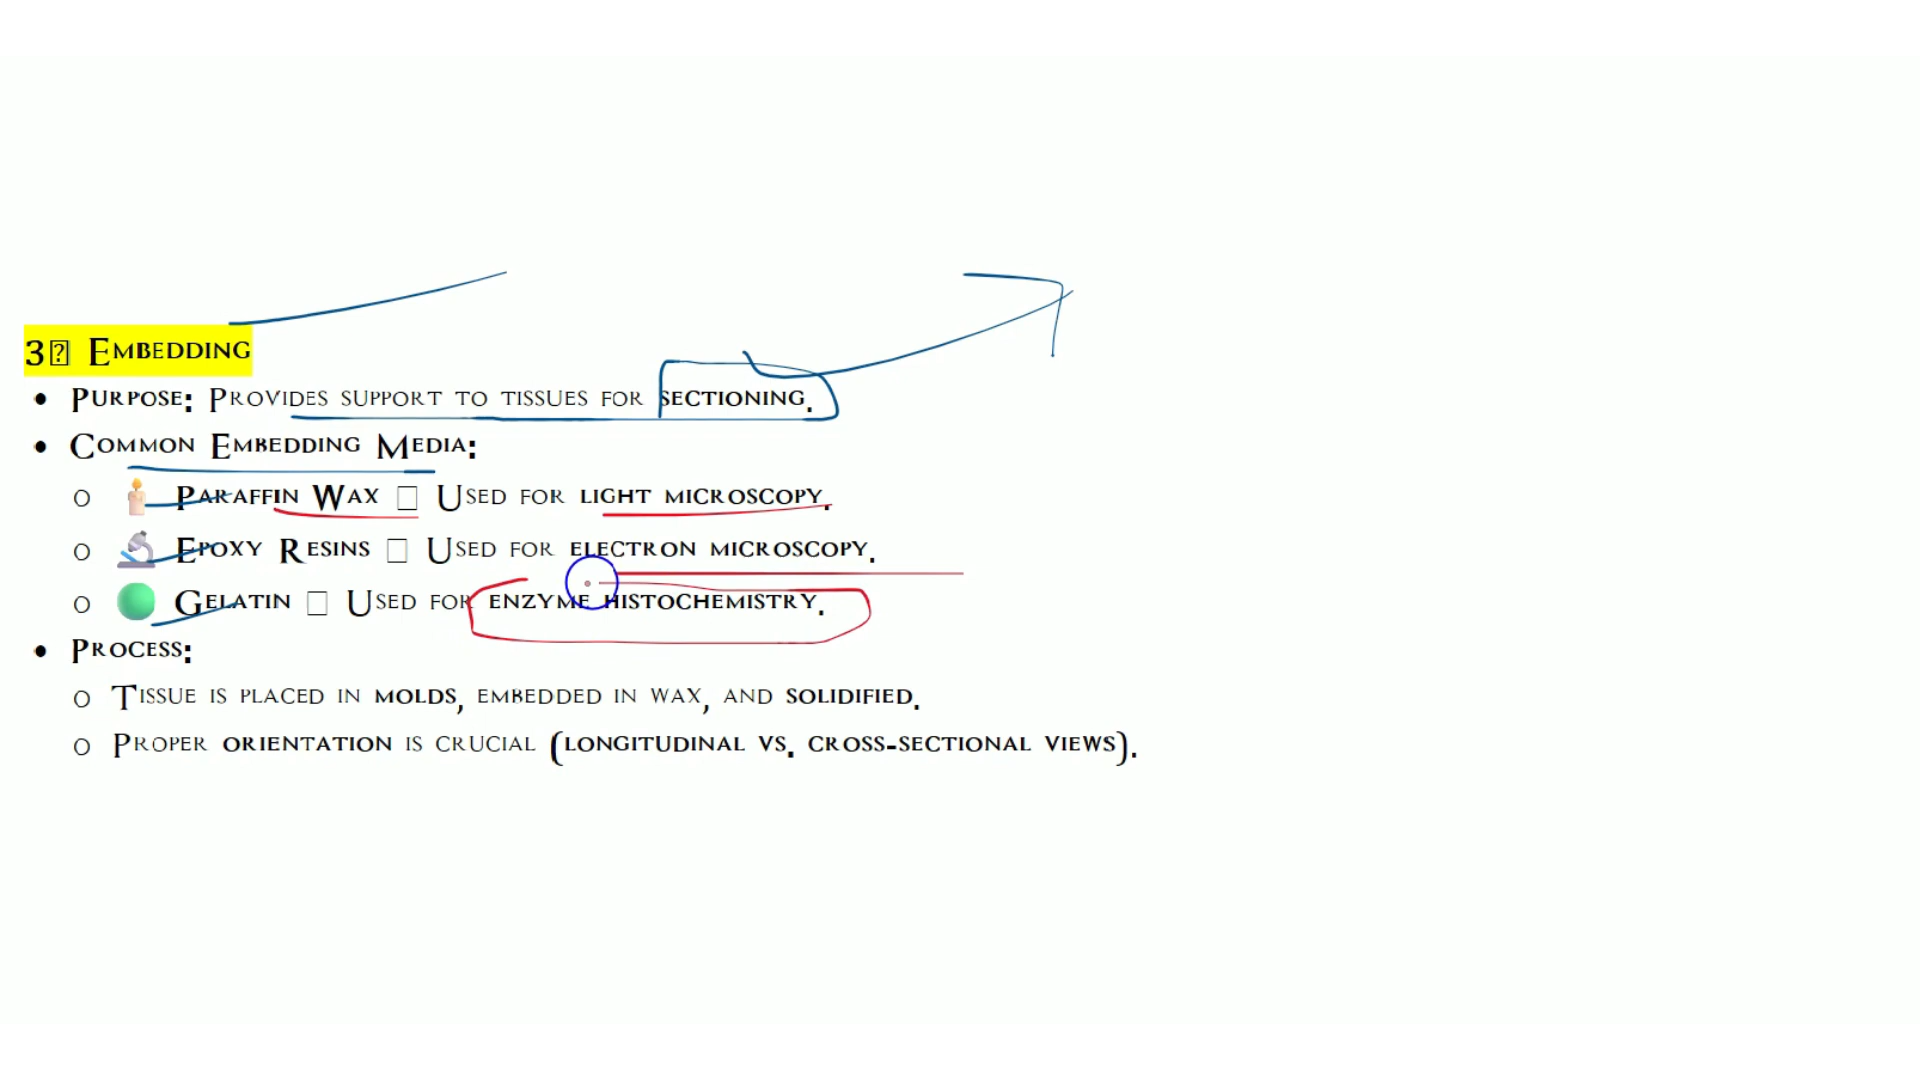 3 Embedding
• Purpose: Provides support to tissues for sectioning.
• Common Embedding Media:
o Paraffin Wax □ Used for light microscopy.
o Epoxy Resins □ Used for electron microscopy.
o Gelatin □ Used for enzyme histochemistry.
• Process:
o Tissue is placed in molds, embedded in wax, and solidified.
o Proper orientation is crucial (longitudinal vs. cross-sectional views).